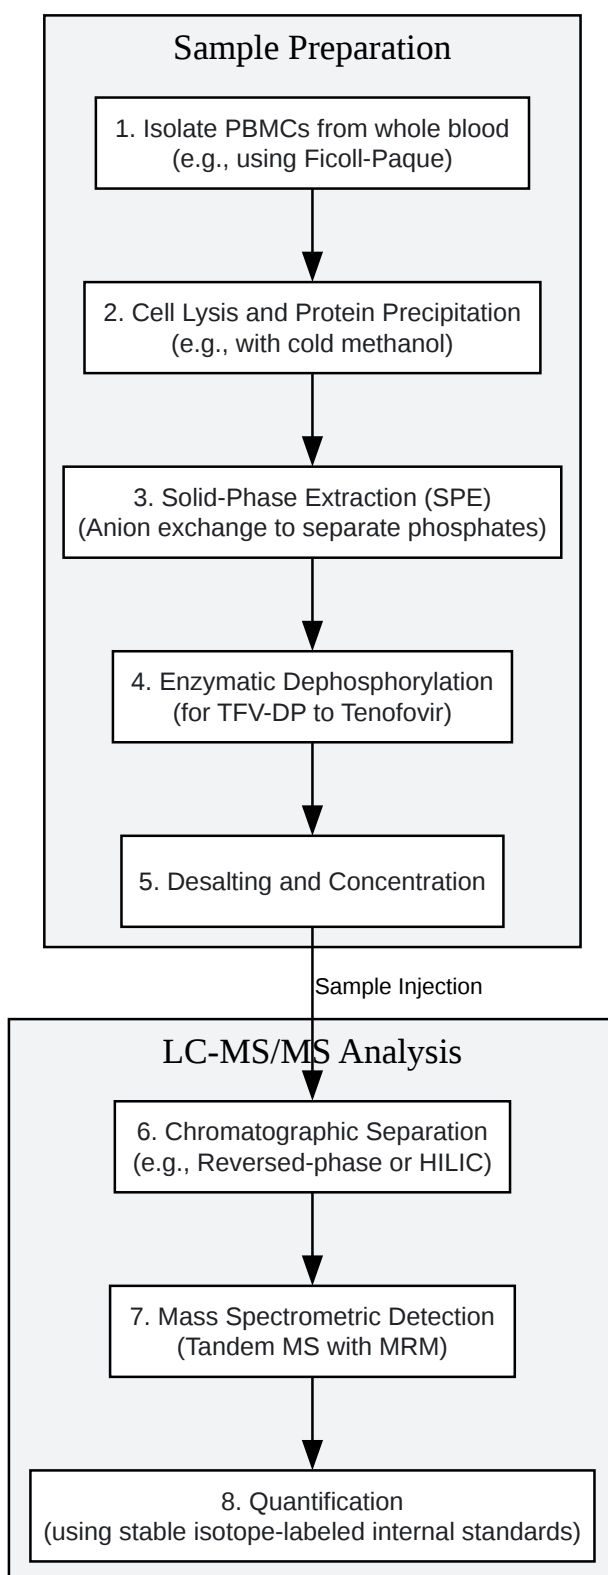 Sample Preparation
1. Isolate PBMCs from whole blood
(e.g., using Ficoll-Paque)
2. Cell Lysis and Protein Precipitation
(e.g., with cold methanol)
3. Solid-Phase Extraction (SPE)
(Anion exchange to separate phosphates)
4. Enzymatic Dephosphorylation
(for TFV-DP to Tenofovir)
5. Desalting and Concentration
Sample Injection
LC-MS/MS Analysis
6. Chromatographic Separation
(e.g., Reversed-phase or HILIC)
7. Mass Spectrometric Detection
(Tandem MS with MRM)
8. Quantification
(using stable isotope-labeled internal standards)